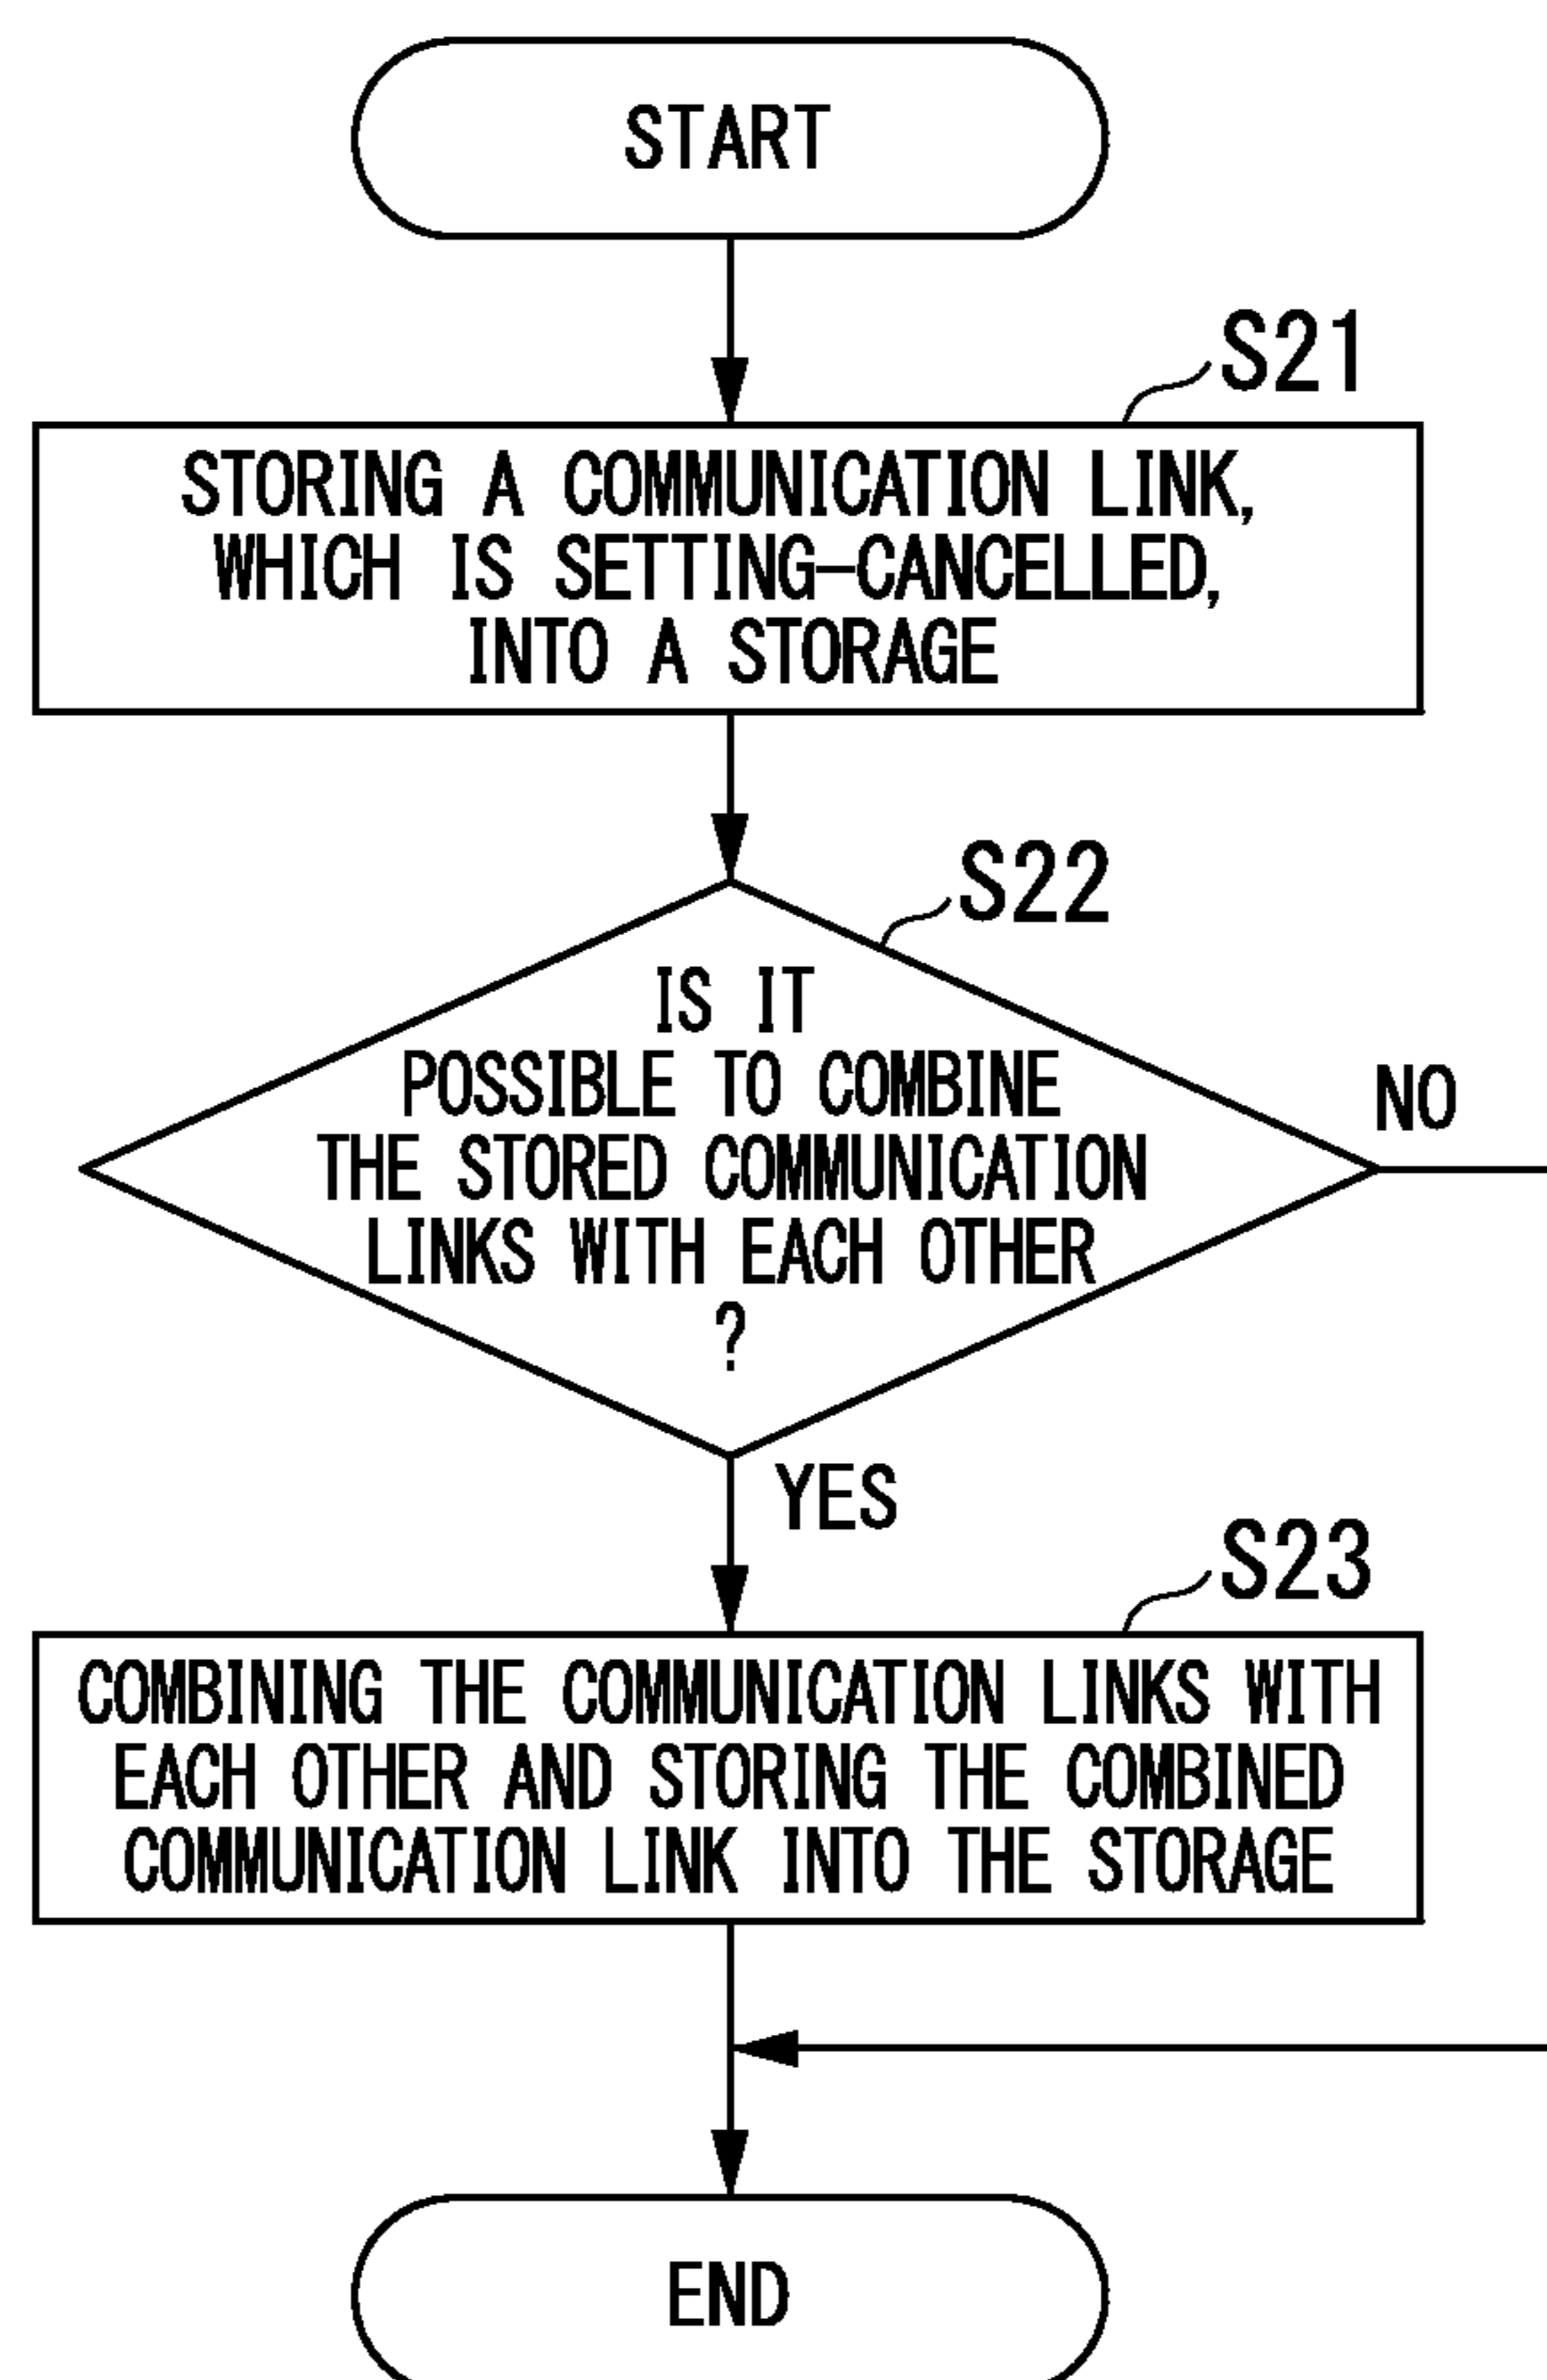 START
S21
STORING A COMMUNICATION LINK,
WHICH IS SETTING-CANCELLED,
INTO A STORAGE
S22
IS IT
POSSIBLE TO COMBINE
THE STORED COMMUNICATION
LINKS WITH EACH OTHER
?
NO
YES
S23
COMBINING THE COMMUNICATION LINKS WITH
EACH OTHER AND STORING THE COMBINED
COMMUNICATION LINK INTO THE STORAGE
END